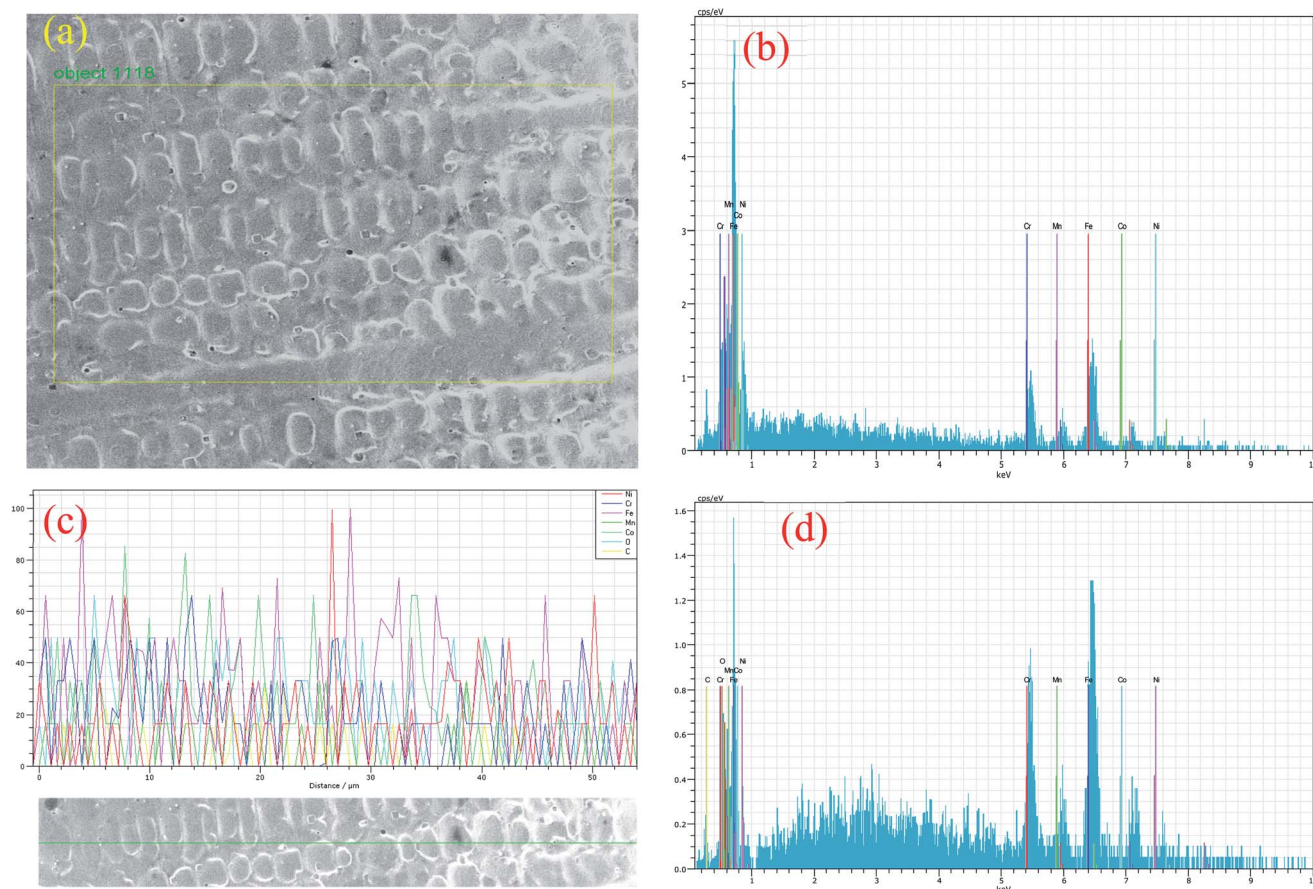 (a)
object 1118
cps/eV
(b)
5
4
3
2
1
0
Mn Ni
Co
Cr Fe
Cr Mn Fe Co Ni
1 2 3 4 5 6 7 8 9 1
keV
(c)
100
80
60
40
20
0
Ni
Cr
Fe
Mn
Co
O
C
0 10 20 30 40 50
Distance / µm
cps/eV
(d)
1.6
1.4
1.2
1.0
0.8
0.6
0.4
0.2
0.0
O Ni
MnCo
C Cr Fe
Cr Mn Fe Co Ni
1 2 3 4 5 6 7 8 9 1
keV